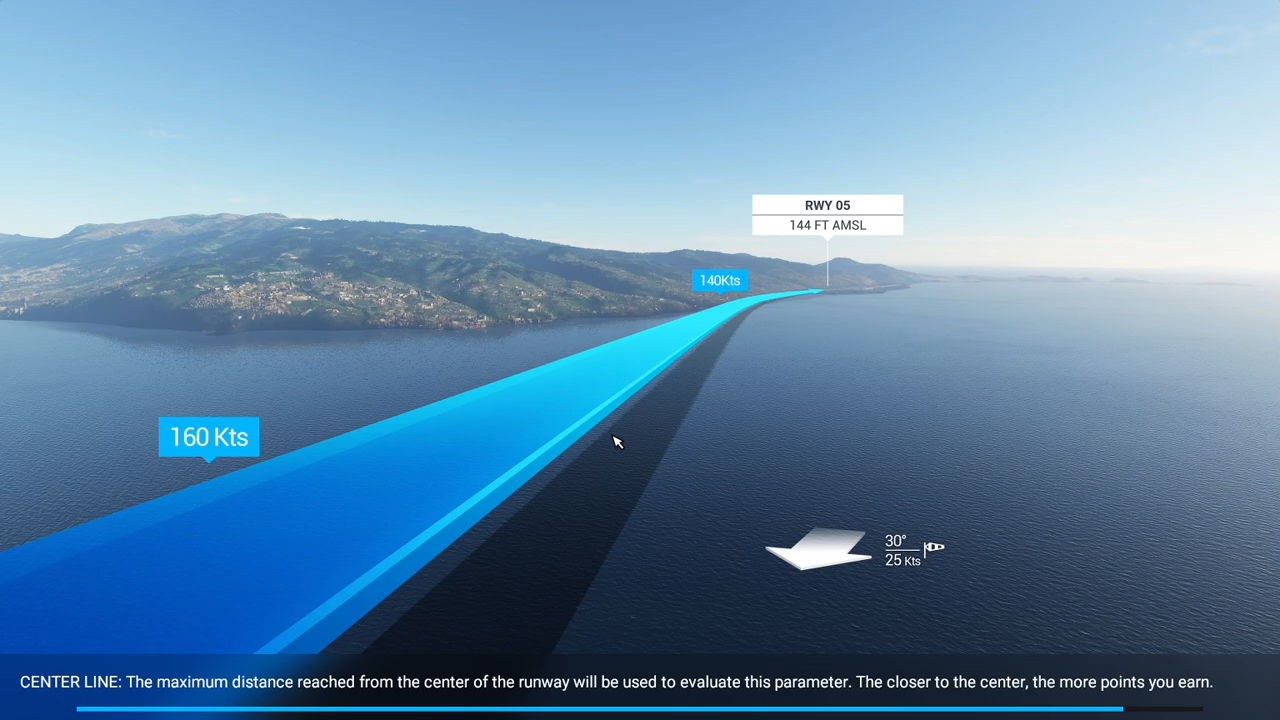 RWY 05
144 FT AMSL
140Kts
160 Kts
30°
25 Kts
CENTER LINE: The maximum distance reached from the center of the runway will be used to evaluate this parameter. The closer to the center, the more points you earn.